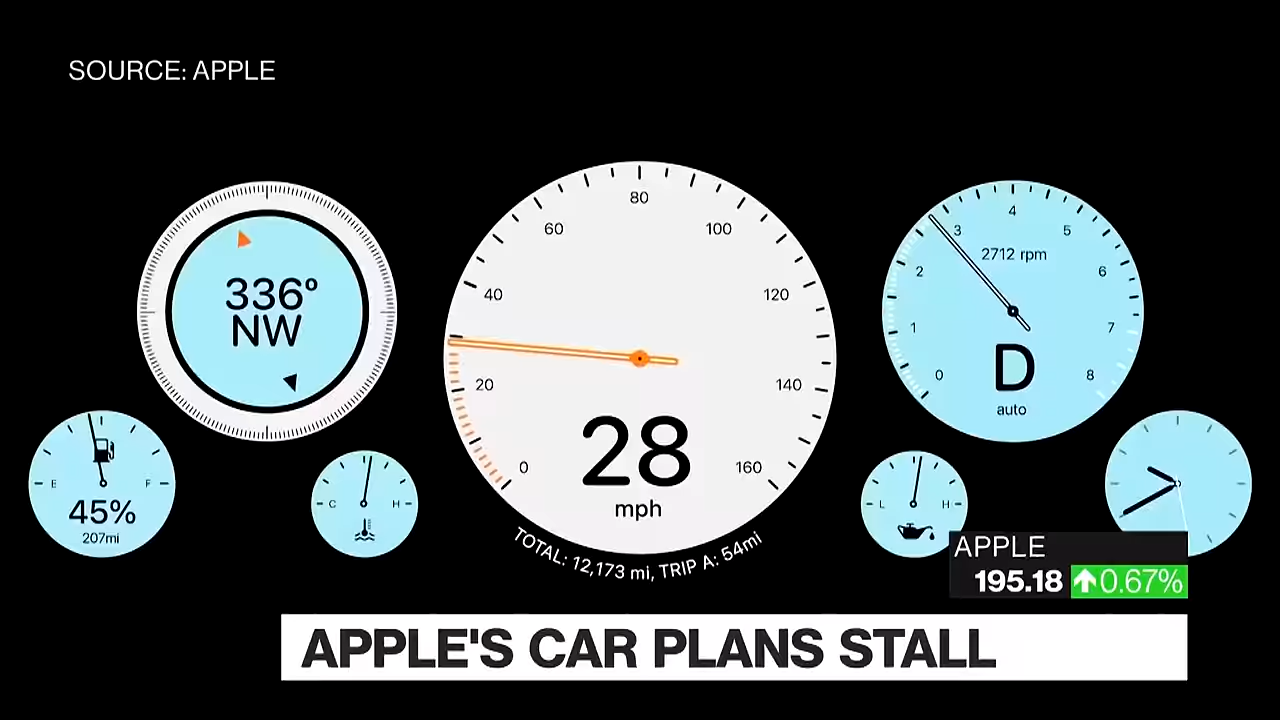 SOURCE: APPLE
336°
NW
E
F
45%
207mi
C
H
0
20
40
60
80
100
120
140
160
28
mph
TOTAL: 12,173 mi, TRIP A: 54mi
0
1
2
3
4
5
6
7
8
2712 rpm
D
auto
L
H
APPLE
195.18
0.67%
APPLE'S CAR PLANS STALL